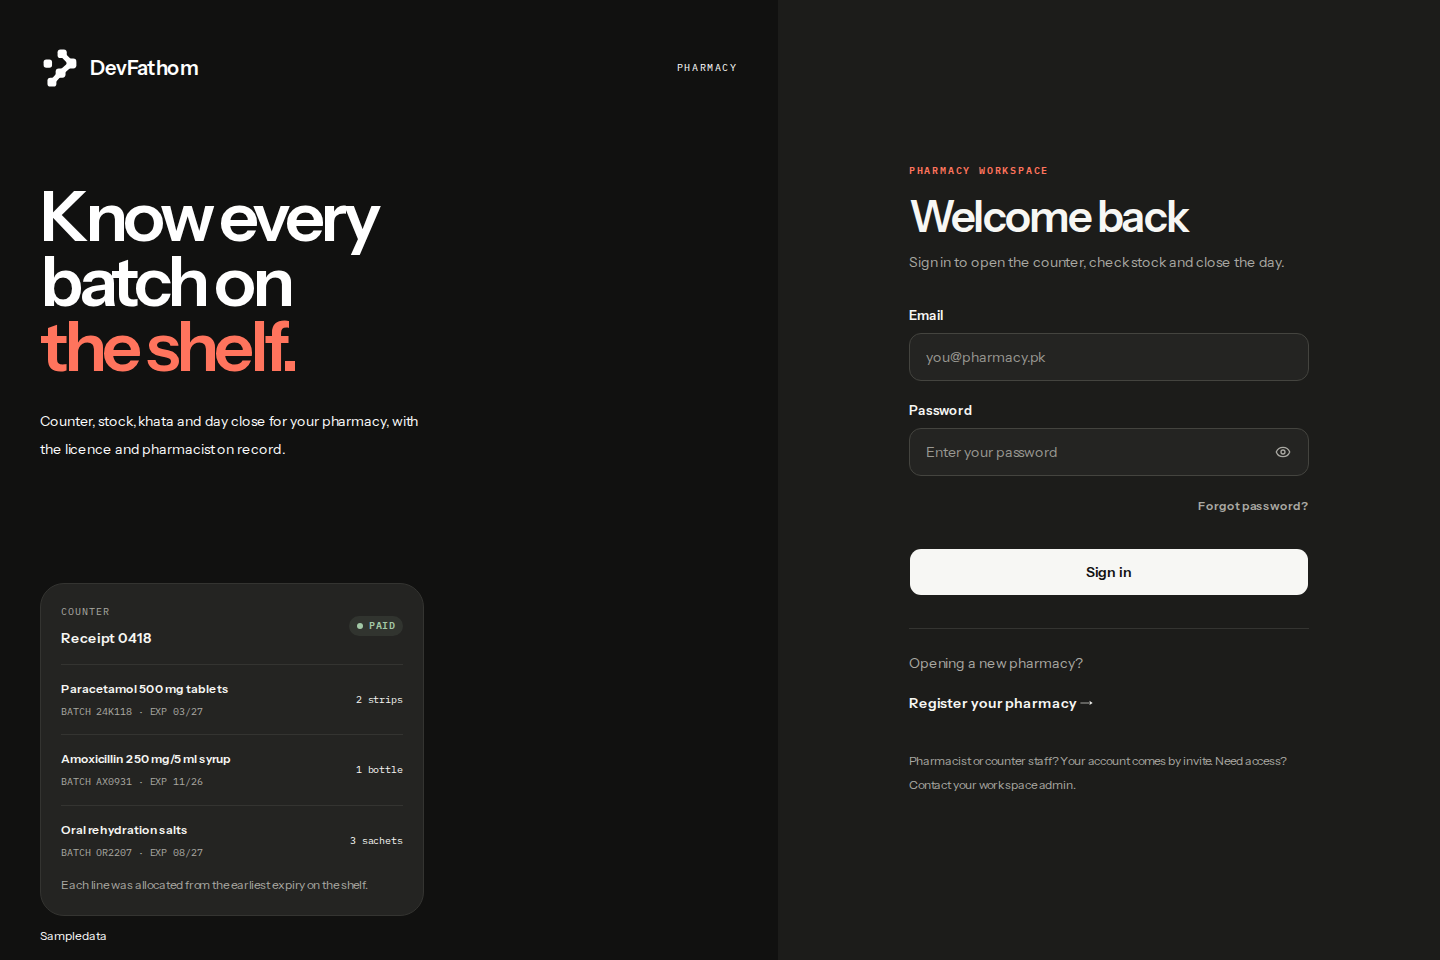 DevFathom
PHARMACY
Know every
batch on
the shelf.
Counter, stock, khata and day close for your pharmacy, with
the licence and pharmacist on record.
COUNTER
Receipt 0418
PAID
Paracetamol 500 mg tablets
BATCH 24K118 · EXP 03/27
2 strips
Amoxicillin 250 mg/5 ml syrup
BATCH AX0931 · EXP 11/26
1 bottle
Oral rehydration salts
BATCH OR2207 · EXP 08/27
3 sachets
Each line was allocated from the earliest expiry on the shelf.
Sample data
PHARMACY WORKSPACE
Welcome back
Sign in to open the counter, check stock and close the day.
Email
you@pharmacy.pk
Password
Enter your password
Forgot password?
Sign in
Opening a new pharmacy?
Register your pharmacy →
Pharmacist or counter staff? Your account comes by invite. Need access?
Contact your workspace admin.